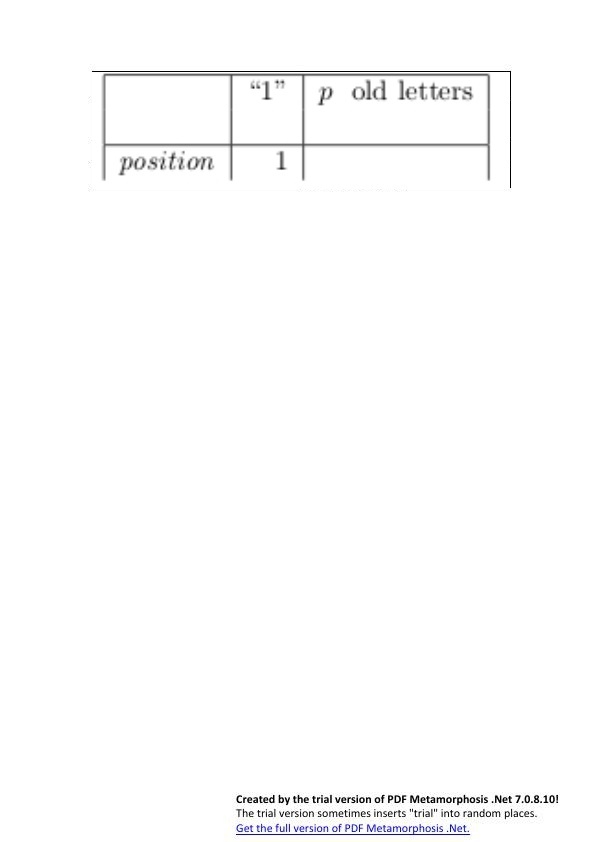 “1” p old letters
position 1
Created by the trial version of PDF Metamorphosis .Net 7.0.8.10!
The trial version sometimes inserts "trial" into random places.
Get the full version of PDF Metamorphosis .Net.